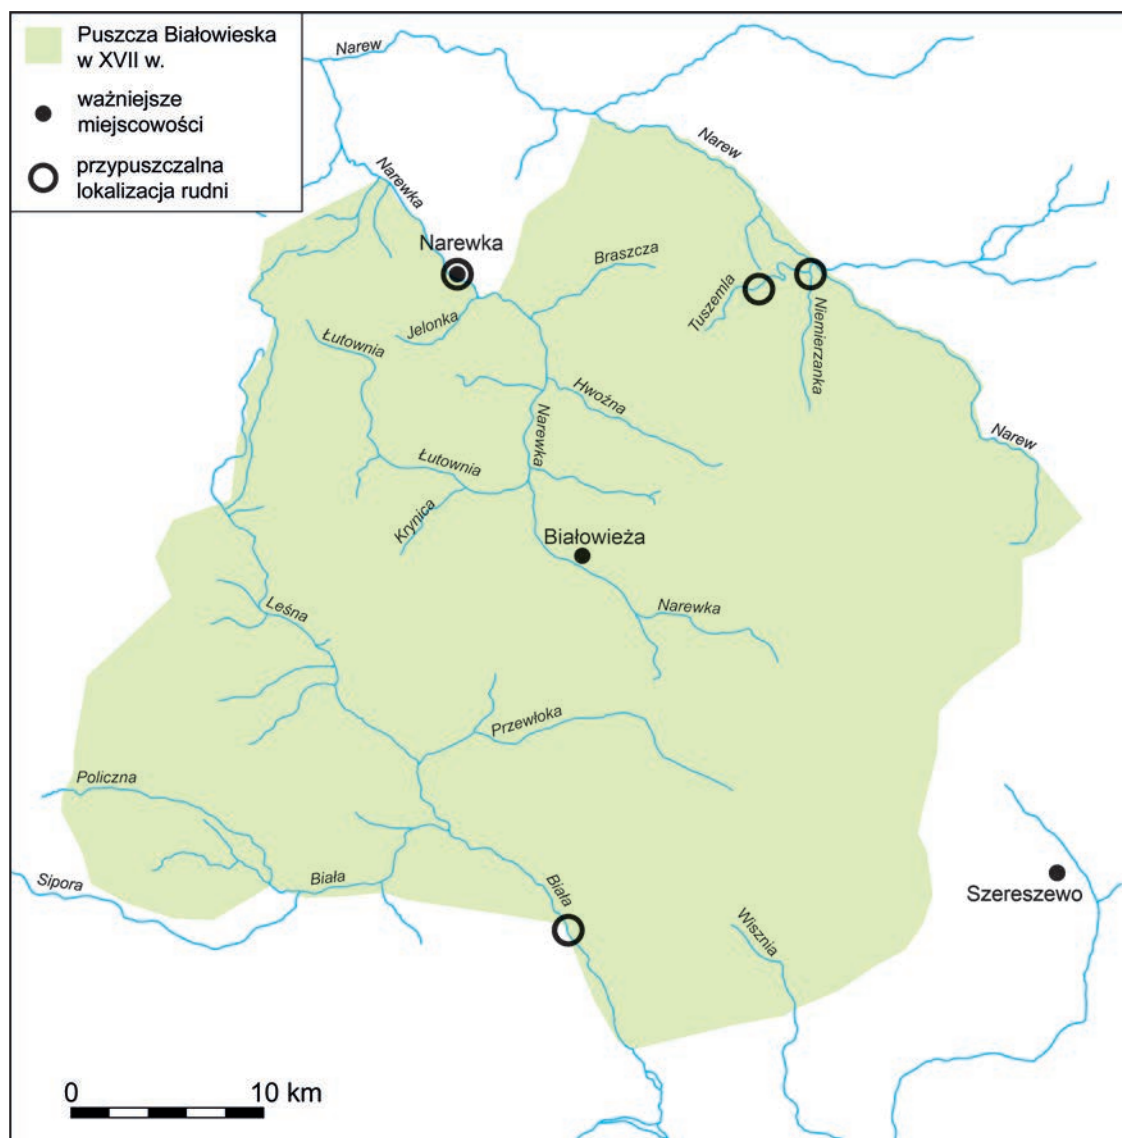 Puszcza Białowieska
w XVII w.
ważniejsze
miejscowości
przypuszczalna
lokalizacja rudni
Narew
Narew
Narewka
Narewka
Braszcza
Tuszemla
Niemierzanka
Jelonka
Łutownia
Hwoźna
Narewka
Narew
Łutownia
Krynica
Białowieża
Leśna
Narewka
Przewłoka
Policzna
Sipora
Biała
Biała
Szereszewo
Wisznia
0 10 km